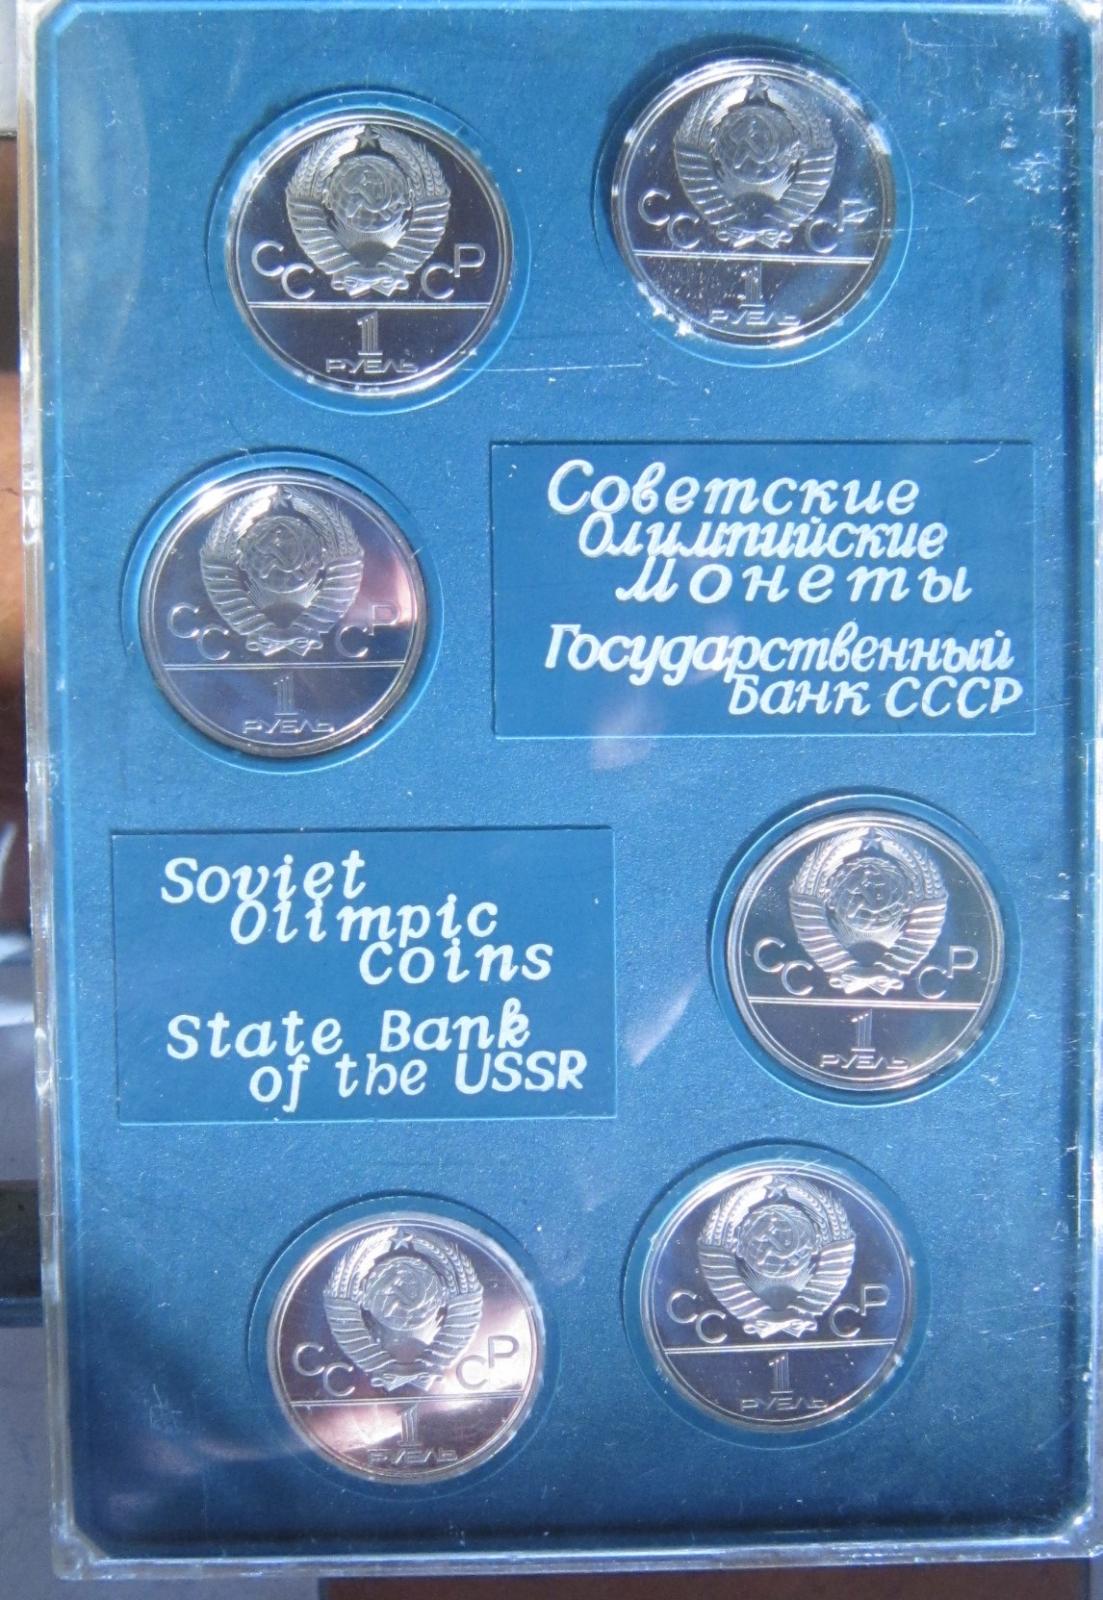 СССР
1
РУБЛЬ
СССР
1
РУБЛЬ
СССР
1
РУБЛЬ
Советские
Олимпийские
Монеты
Государственный
Банк СССР
Soviet
Olimpic
Coins
State Bank
of the USSR
СССР
1
РУБЛЬ
СССР
1
РУБЛЬ
СССР
1
РУБЛЬ